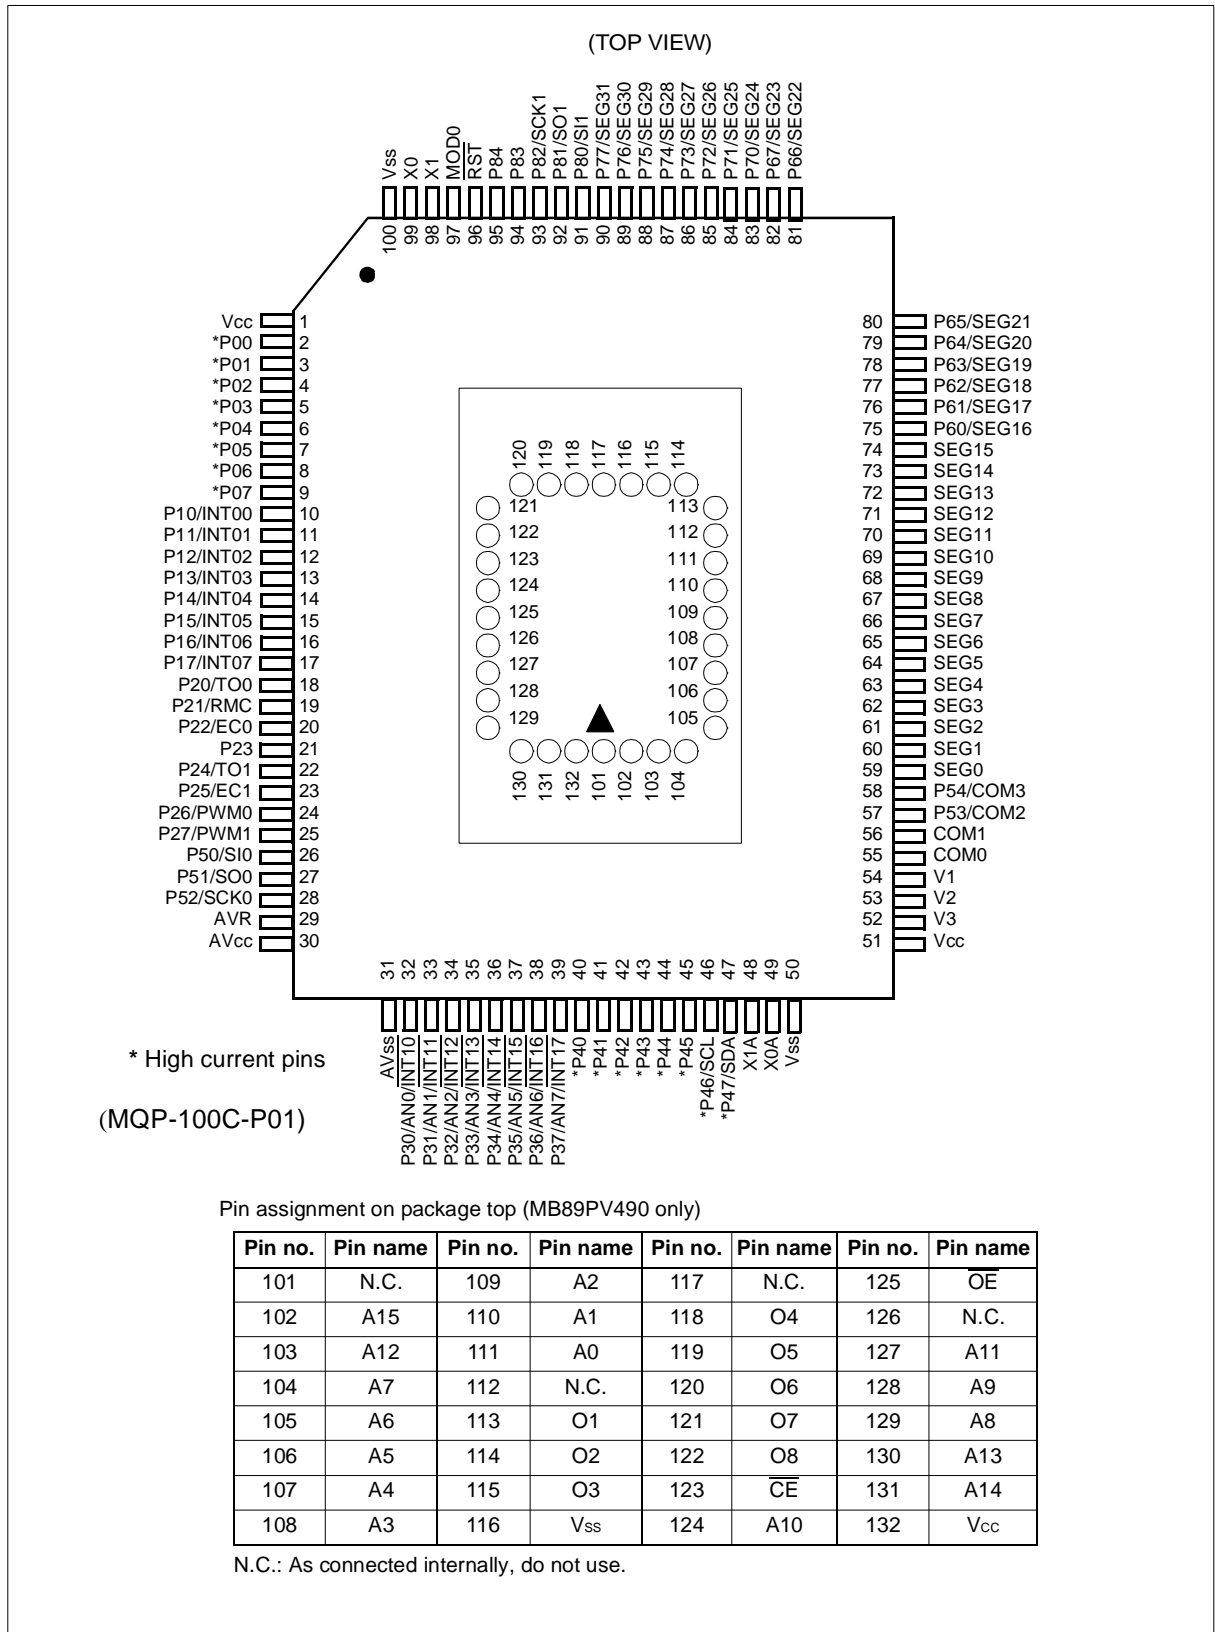 (TOP VIEW)
Vss
X0
X1
MOD0
RST
P84
P83
P82/SCK1
P81/SO1
P80/SI1
P77/SEG31
P76/SEG30
P75/SEG29
P74/SEG28
P73/SEG27
P72/SEG26
P71/SEG25
P70/SEG24
P67/SEG23
P66/SEG22
100 99 98 97 96 95 94 93 92 91 90 89 88 87 86 85 84 83 82 81
Vcc 1
*P00 2
*P01 3
*P02 4
*P03 5
*P04 6
*P05 7
*P06 8
*P07 9
P10/INT00 10
P11/INT01 11
P12/INT02 12
P13/INT03 13
P14/INT04 14
P15/INT05 15
P16/INT06 16
P17/INT07 17
P20/TO0 18
P21/RMC 19
P22/EC0 20
P23 21
P24/TO1 22
P25/EC1 23
P26/PWM0 24
P27/PWM1 25
P50/SI0 26
P51/SO0 27
P52/SCK0 28
AVR 29
AVcc 30
120 119 118 117 116 115 114
121 113
122 112
123 111
124 110
125 109
126 108
127 107
128 106
129 105
130 131 132 101 102 103 104
80 P65/SEG21
79 P64/SEG20
78 P63/SEG19
77 P62/SEG18
76 P61/SEG17
75 P60/SEG16
74 SEG15
73 SEG14
72 SEG13
71 SEG12
70 SEG11
69 SEG10
68 SEG9
67 SEG8
66 SEG7
65 SEG6
64 SEG5
63 SEG4
62 SEG3
61 SEG2
60 SEG1
59 SEG0
58 P54/COM3
57 P53/COM2
56 COM1
55 COM0
54 V1
53 V2
52 V3
51 Vcc
31 32 33 34 35 36 37 38 39 40 41 42 43 44 45 46 47 48 49 50
AVss
P30/AN0/INT10
P31/AN1/INT11
P32/AN2/INT12
P33/AN3/INT13
P34/AN4/INT14
P35/AN5/INT15
P36/AN6/INT16
P37/AN7/INT17
*P40
*P41
*P42
*P43
*P44
*P45
*P46/SCL
*P47/SDA
X1A
X0A
Vss
* High current pins
(MQP-100C-P01)
Pin assignment on package top (MB89PV490 only)
Pin no. Pin name Pin no. Pin name Pin no. Pin name Pin no. Pin name
101 N.C. 109 A2 117 N.C. 125 OE
102 A15 110 A1 118 O4 126 N.C.
103 A12 111 A0 119 O5 127 A11
104 A7 112 N.C. 120 O6 128 A9
105 A6 113 O1 121 O7 129 A8
106 A5 114 O2 122 O8 130 A13
107 A4 115 O3 123 CE 131 A14
108 A3 116 Vss 124 A10 132 Vcc
N.C.: As connected internally, do not use.